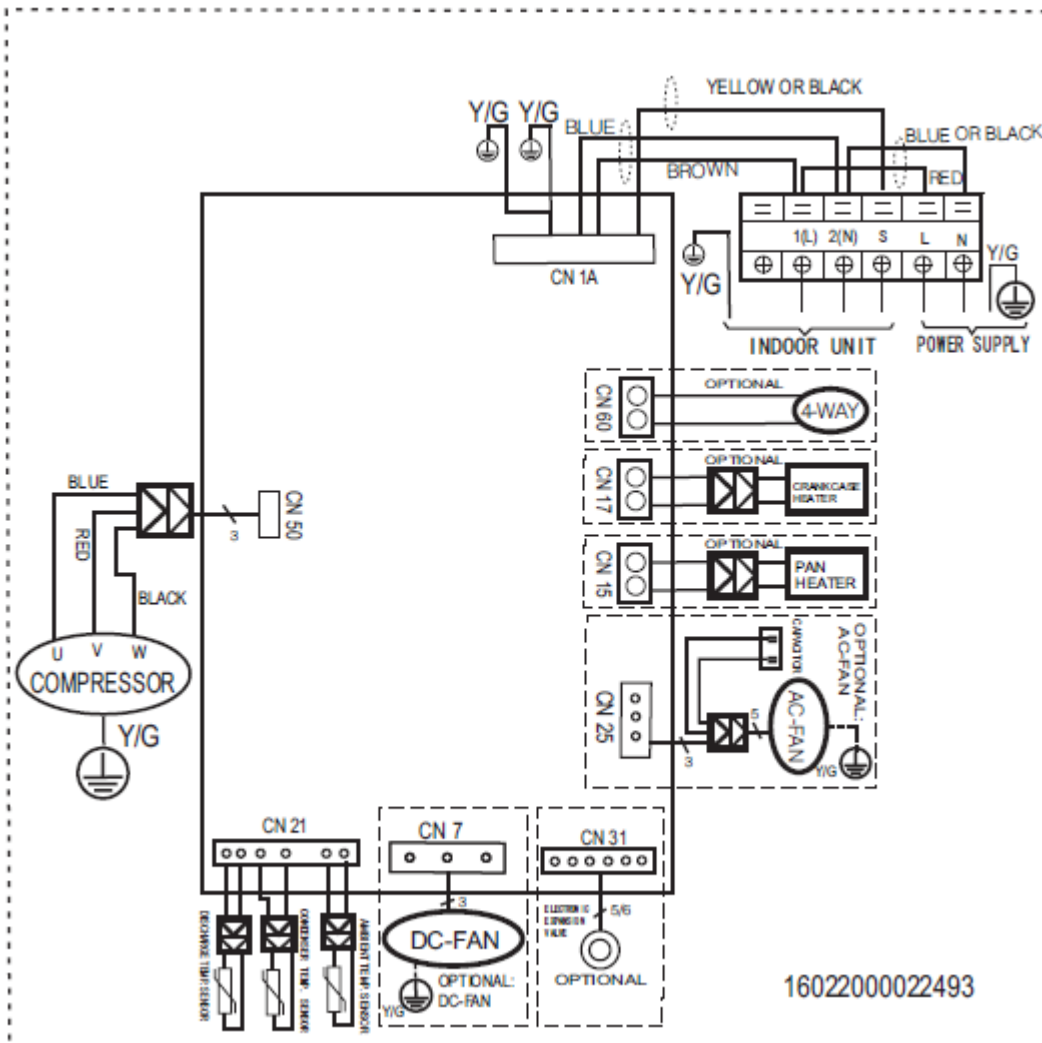 YELLOW OR BLACK
Y/G Y/G
BLUE
BLUE OR BLACK
BROWN
RED
1(L) 2(N) S L N
Y/G
Y/G
CN 1A
INDOOR UNIT
POWER SUPPLY
OPTIONAL
CN 60
4-WAY
OPTIONAL
CN 17
CRANKCASE
HEATER
OPTIONAL
CN 15
PAN
HEATER
BLUE
RED
BLACK
3
CN 50
U V W
COMPRESSOR
Y/G
CAPACITOR
OPTIONAL:
AC-FAN
CN 25
5
AC-FAN
3
Y/G
CN 21
DISCHARGE TEMP. SENSOR
CONDENSER TEMP. SENSOR
AMBIENT TEMP. SENSOR
CN 7
3
DC-FAN
Y/G
OPTIONAL:
DC-FAN
CN 31
ELECTRONIC
EXPANSION
VALVE
5/6
OPTIONAL
16022000022493